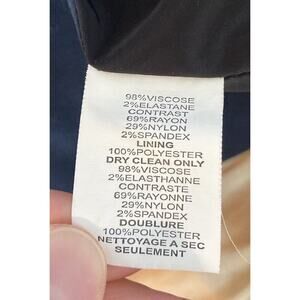 98%VISCOSE
2%ELASTANE
CONTRAST
69%RAYON
29%NYLON
2%SPANDEX
LINING
100%POLYESTER
DRY CLEAN ONLY
98%VISCOSE
2%ELASTHANNE
CONTRASTE
69%RAYONNE
29%NYLON
2%SPANDEX
DOUBLURE
100%POLYESTER
NETTOYAGE A SEC
SEULEMENT